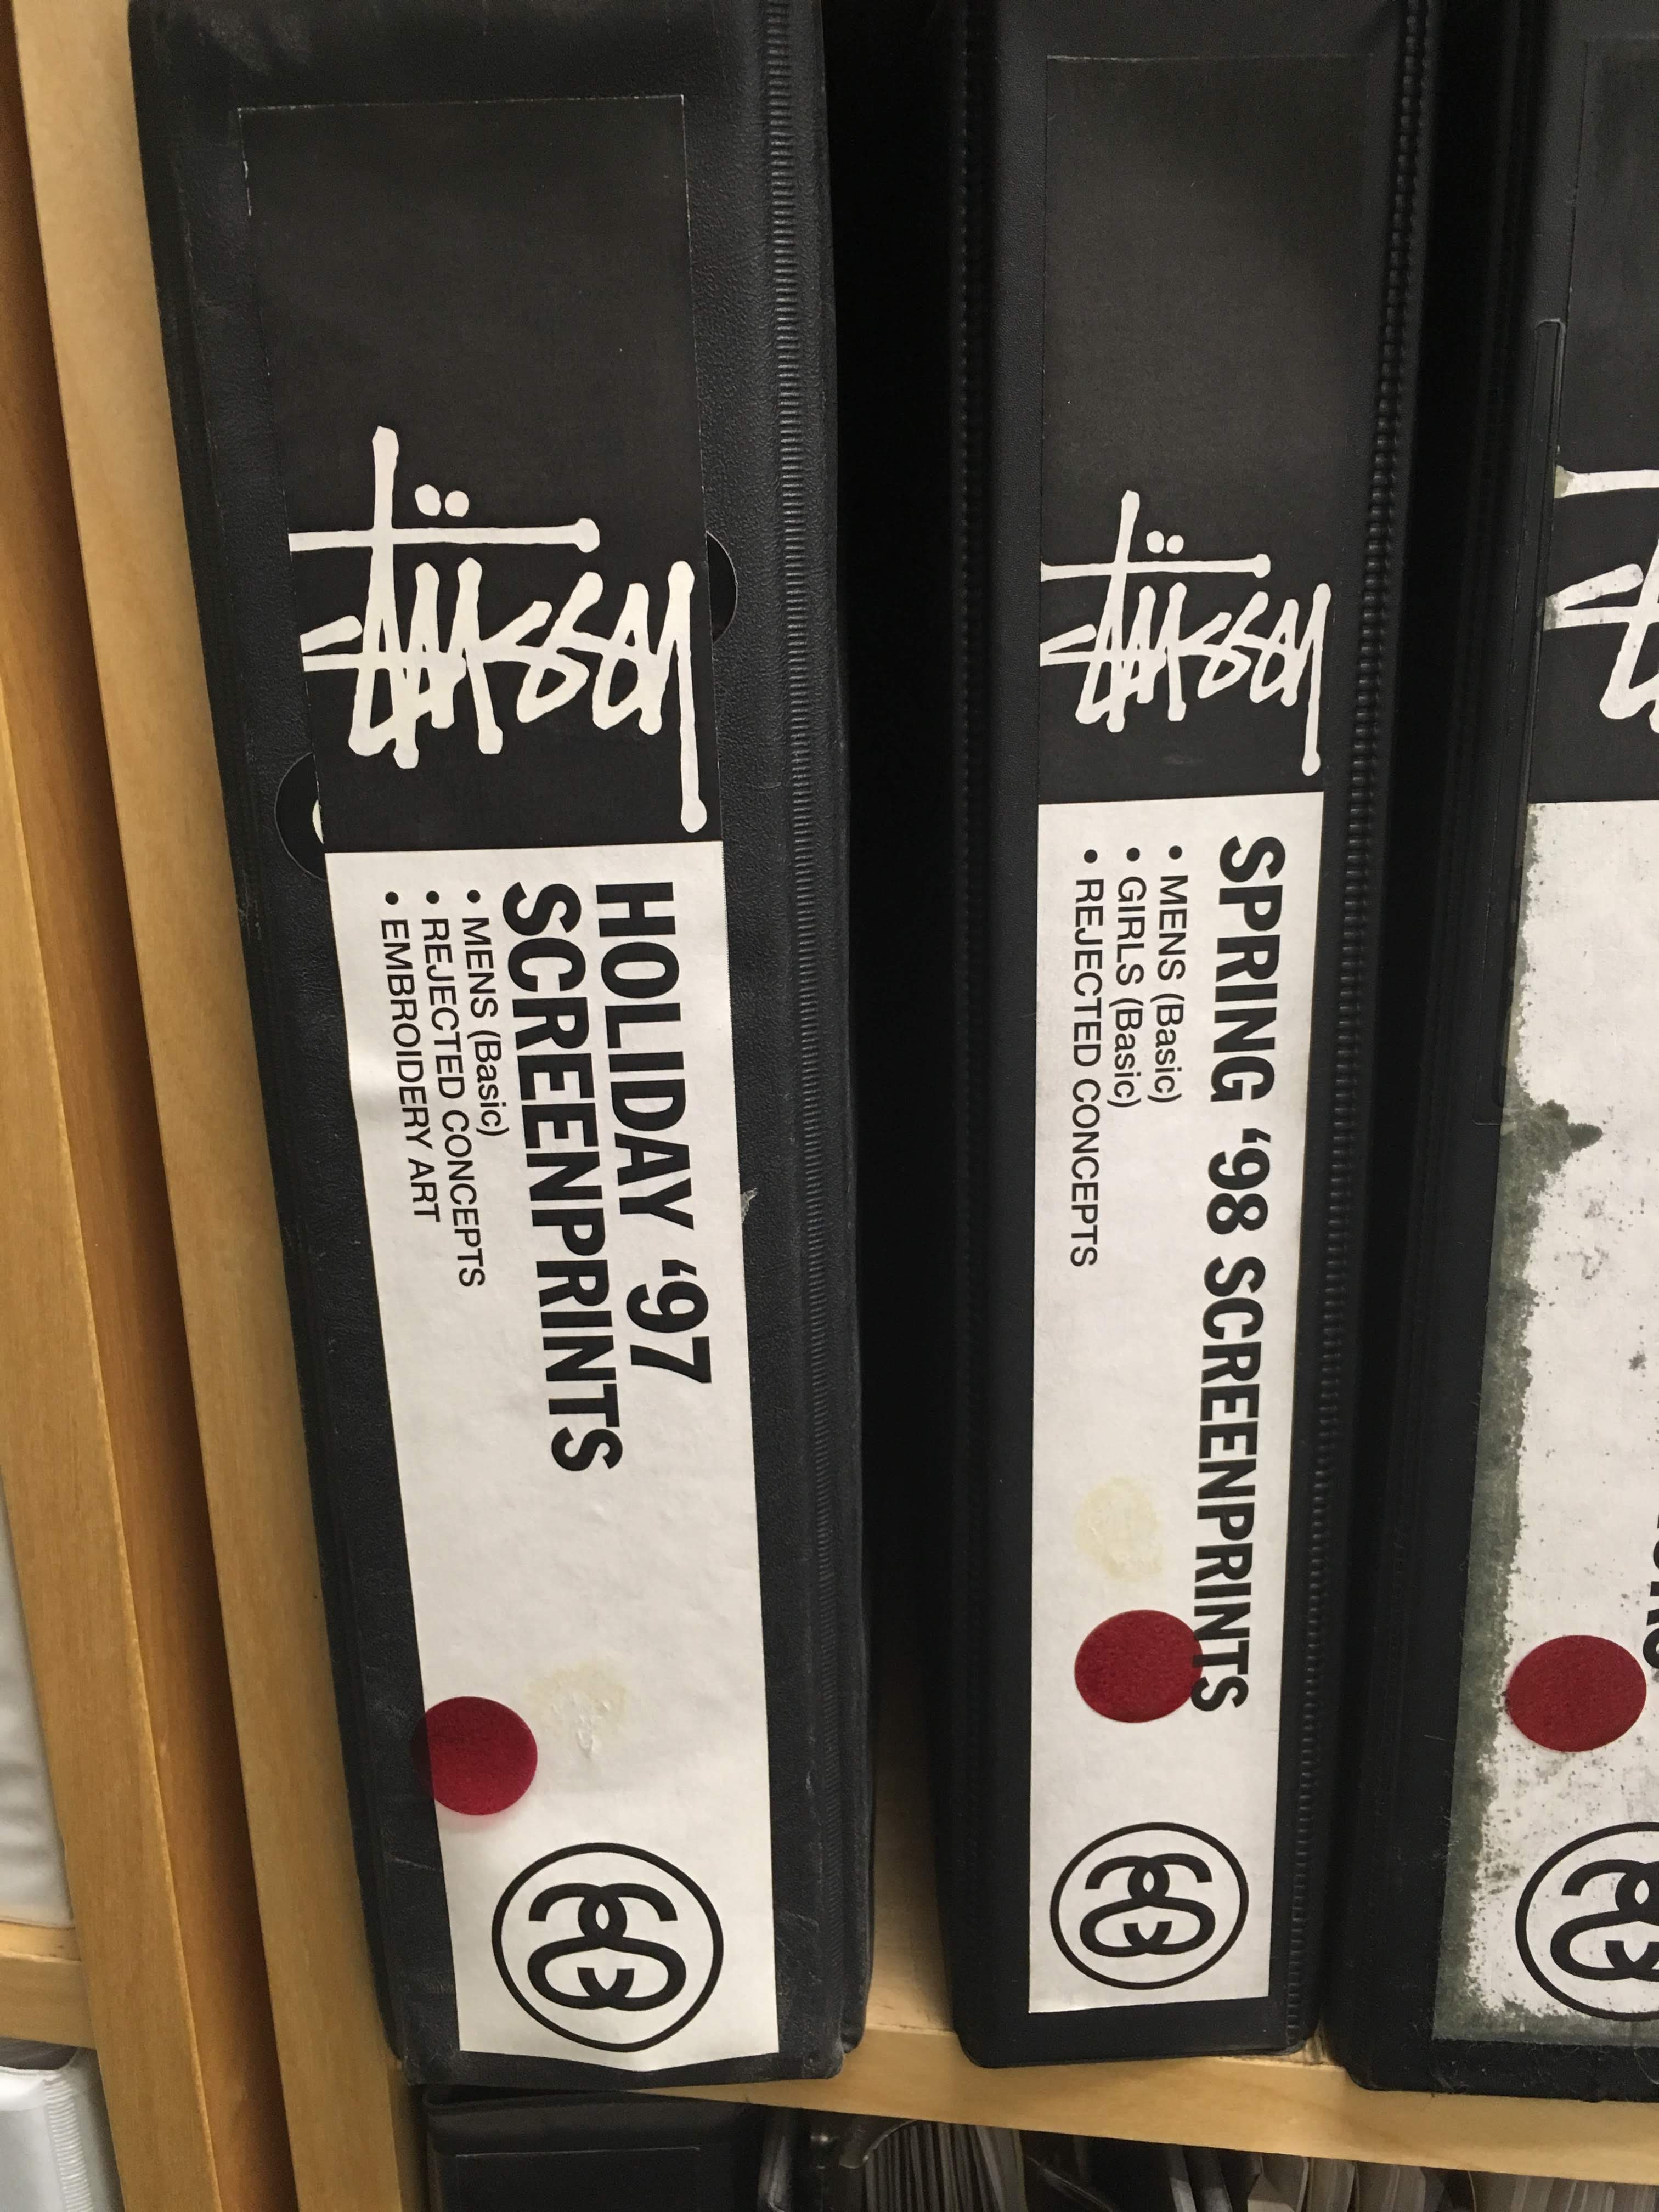 Stüssy
HOLIDAY ‘97
SCREENPRINTS
• MENS (Basic)
• REJECTED CONCEPTS
• EMBROIDERY ART
Stüssy
SPRING ‘98 SCREENPRINTS
• MENS (Basic)
• GIRLS (Basic)
• REJECTED CONCEPTS